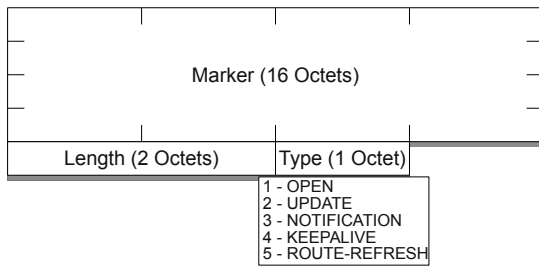 Marker (16 Octets)
Length (2 Octets)
Type (1 Octet)
1 - OPEN
2 - UPDATE
3 - NOTIFICATION
4 - KEEPALIVE
5 - ROUTE-REFRESH